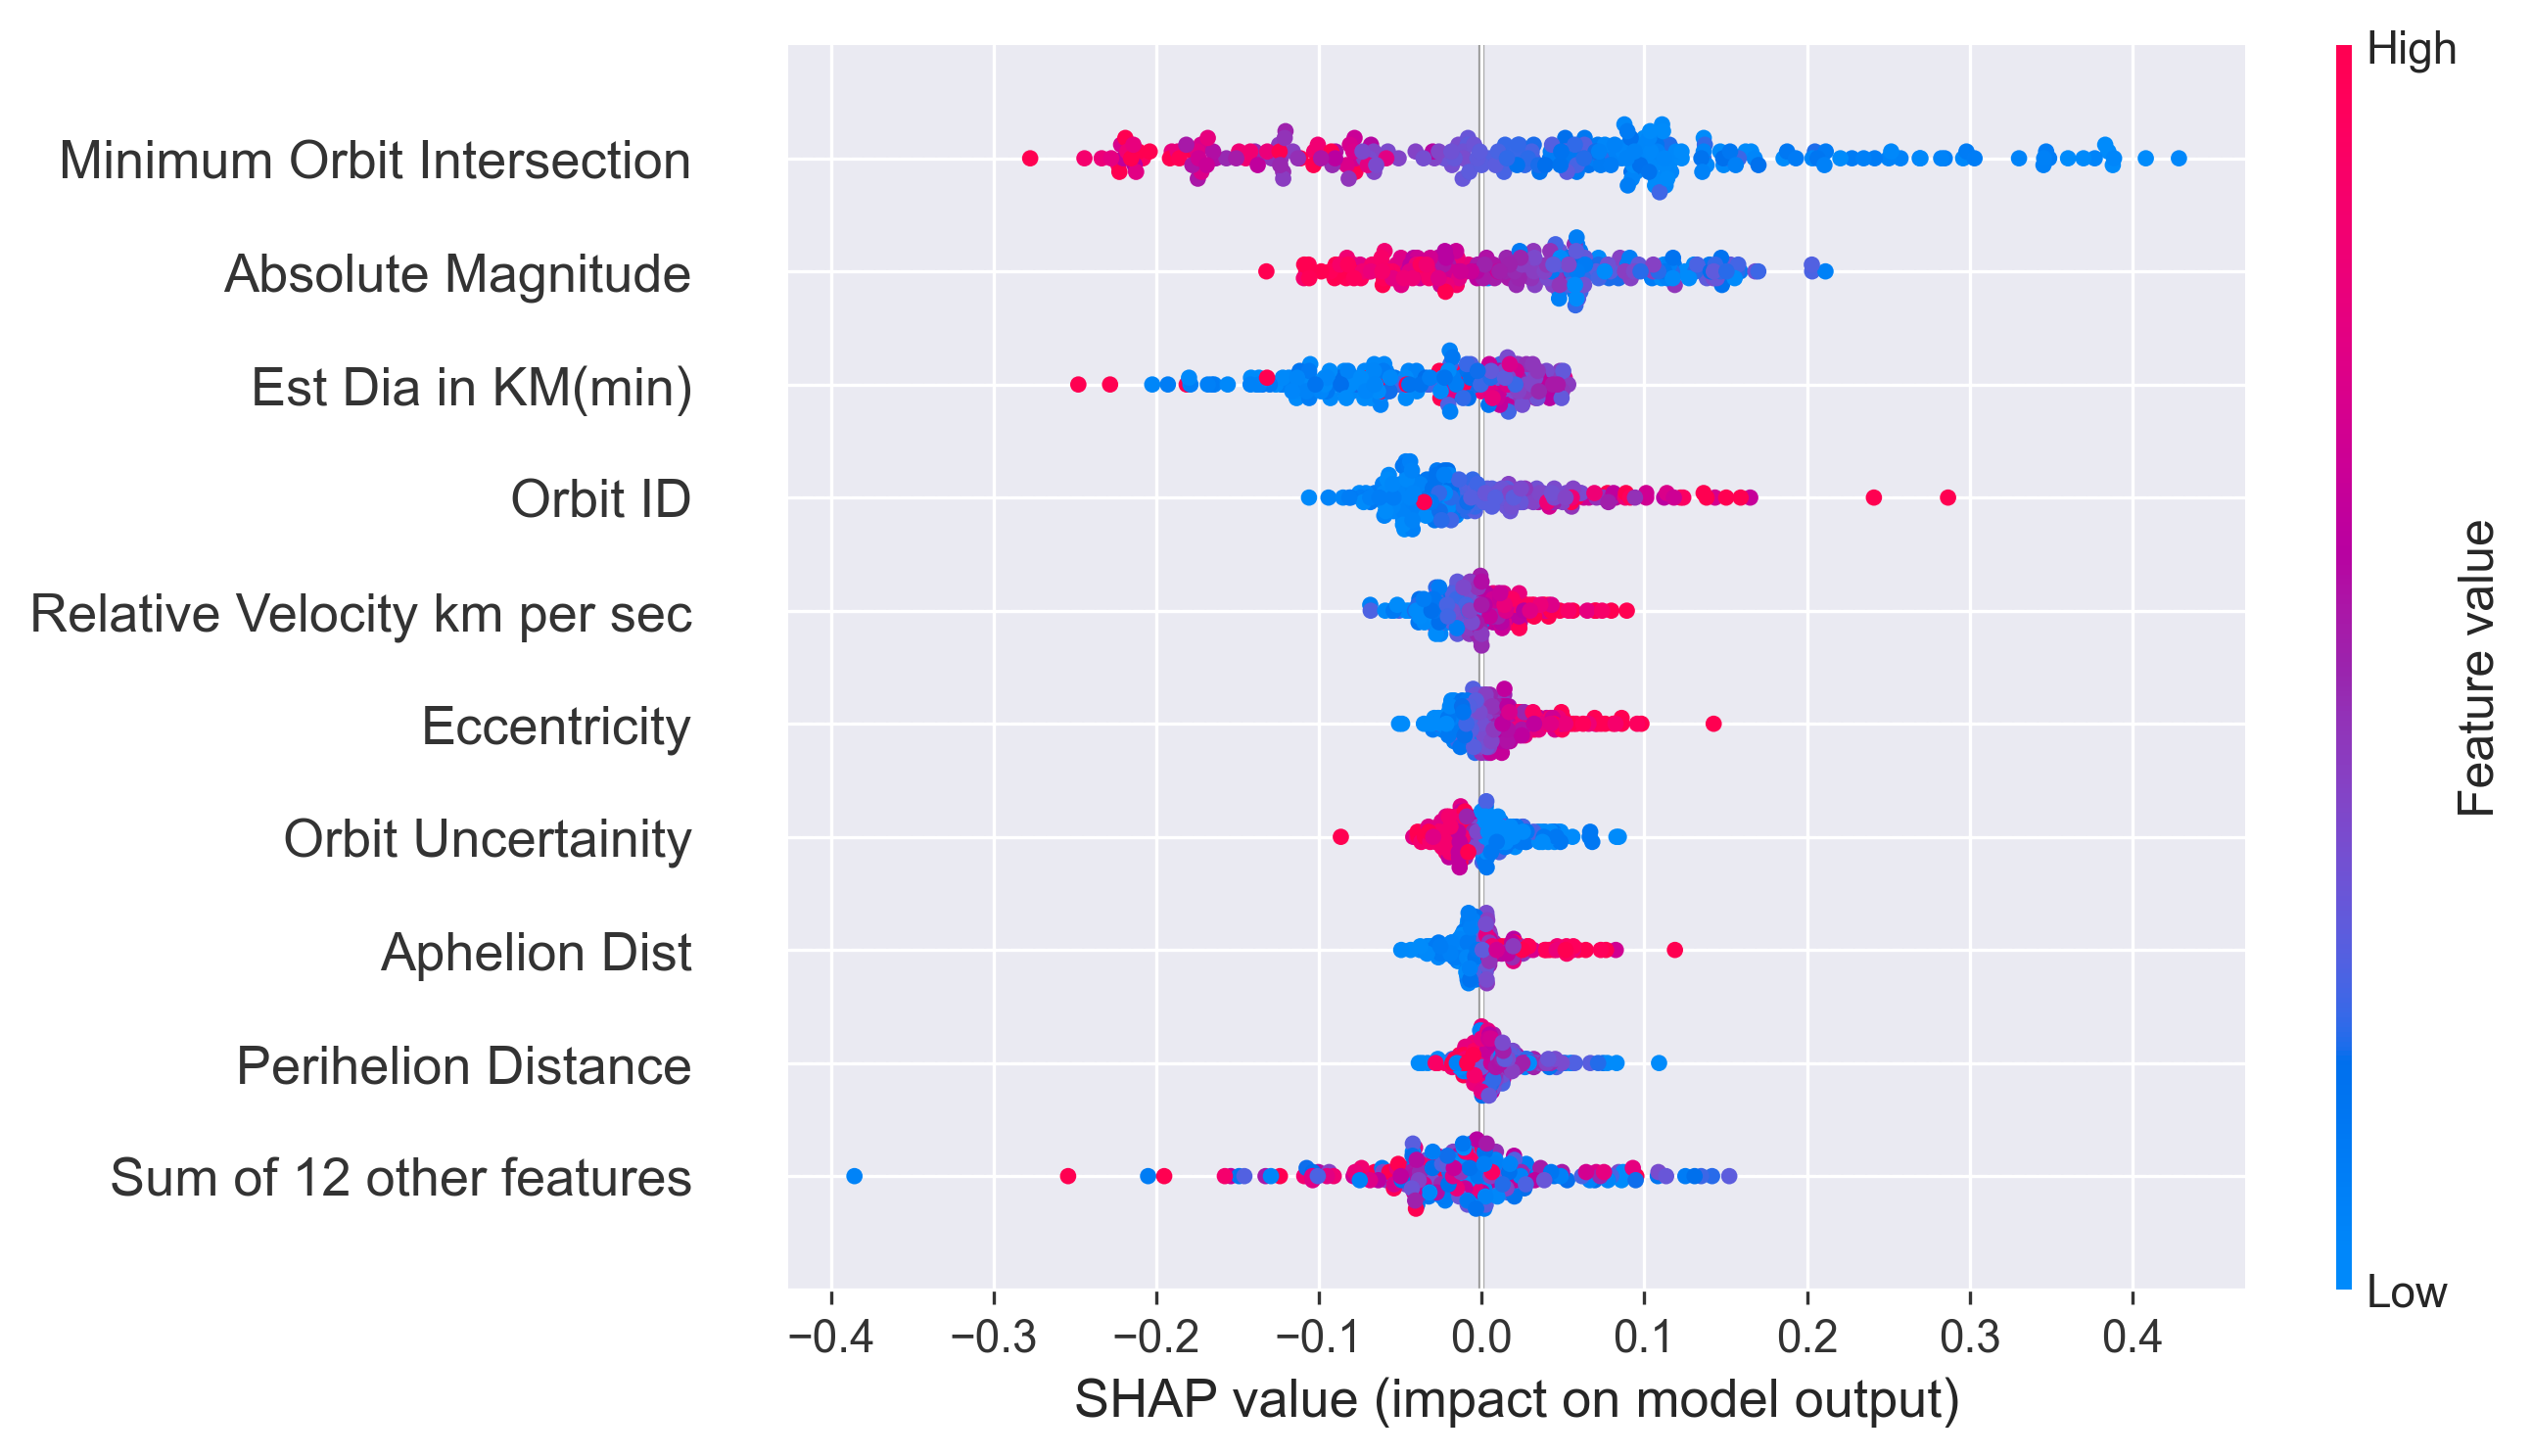 High
Minimum Orbit Intersection
Absolute Magnitude
Est Dia in KM(min)
Orbit ID
Relative Velocity km per sec
Eccentricity
Orbit Uncertainity
Aphelion Dist
Perihelion Distance
Sum of 12 other features
Feature value
Low
−0.4 −0.3 −0.2 −0.1 0.0 0.1 0.2 0.3 0.4
SHAP value (impact on model output)